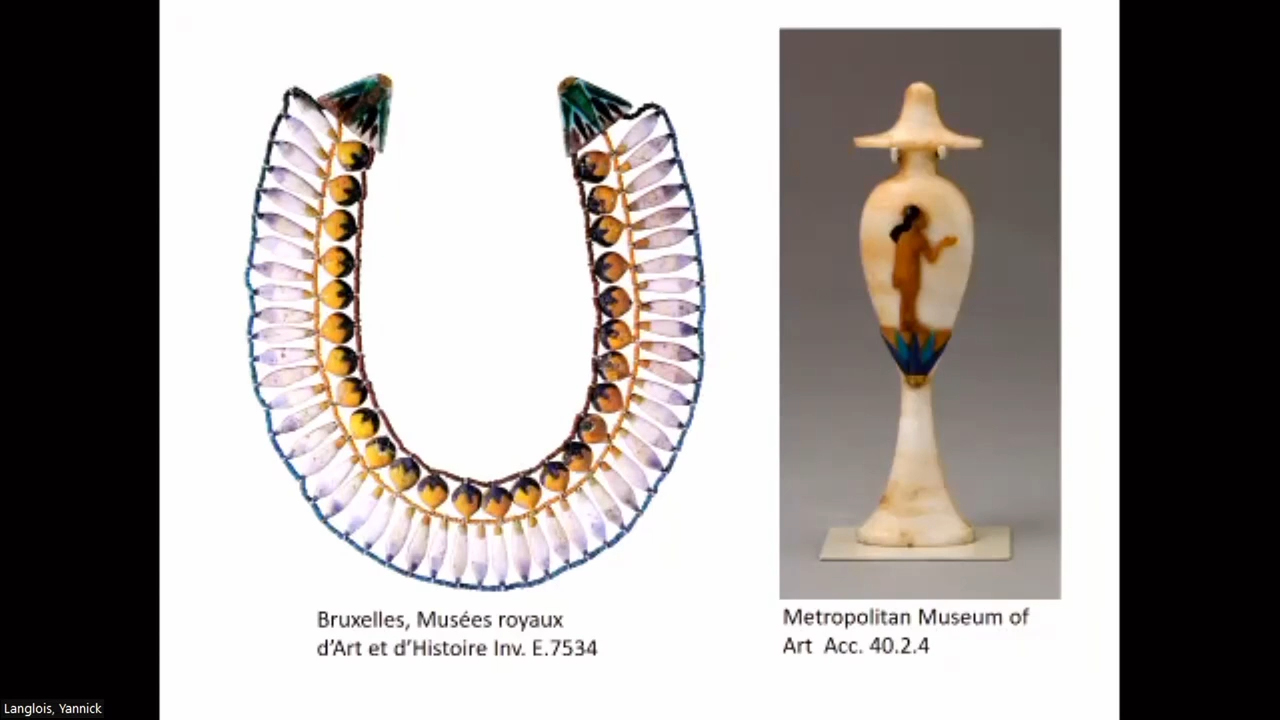 Bruxelles, Musées royaux
d’Art et d’Histoire Inv. E.7534
Metropolitan Museum of
Art Acc. 40.2.4
Langlois, Yannick